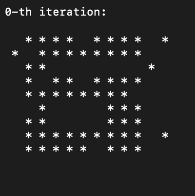 0-th iteration:
* * * *   * * * *   *
*   * * * * * * * *
* *                 *
*   * *   * * * *
* * * * * * * *
*           * * *
* *         * * *
* * * * * * * * *   *
* * * * *   * * *